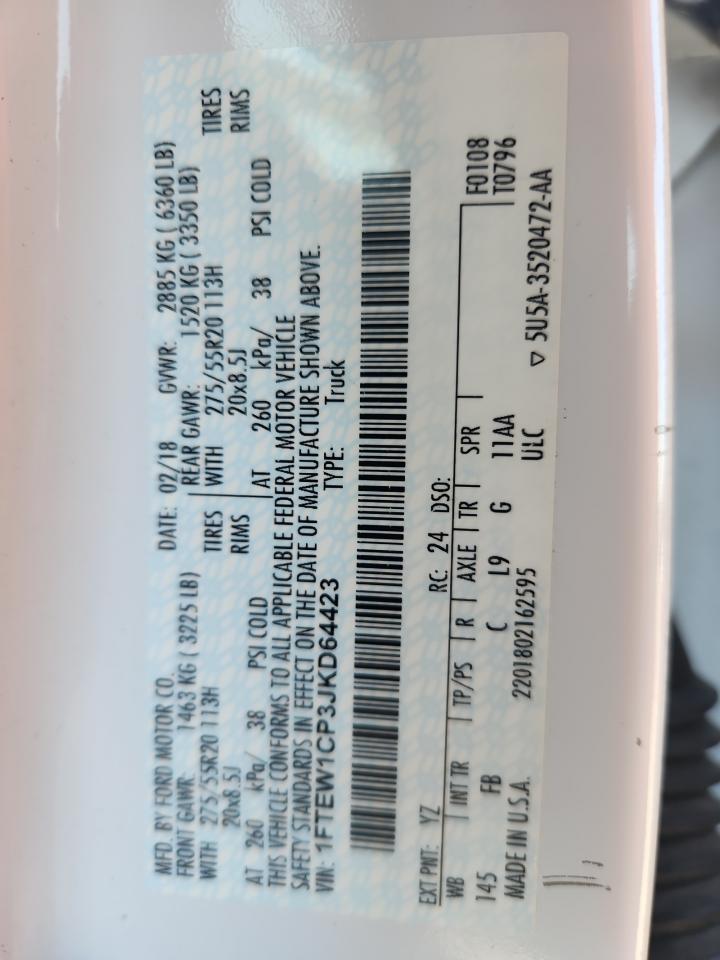 MFD. BY FORD MOTOR CO. DATE: 02/18 GVWR: 2885 KG ( 6360 LB)
FRONT GAWR: 1463 KG ( 3225 LB) REAR GAWR: 1520 KG ( 3350 LB)
WITH 275/55R20 113H TIRES WITH 275/55R20 113H TIRES
20x8.5J RIMS 20x8.5J RIMS
AT 260 kPa/ 38 PSI COLD AT 260 kPa/ 38 PSI COLD
THIS VEHICLE CONFORMS TO ALL APPLICABLE FEDERAL MOTOR VEHICLE
SAFETY STANDARDS IN EFFECT ON THE DATE OF MANUFACTURE SHOWN ABOVE.
VIN: 1FTEW1CP3JKD64423 TYPE: Truck
EXT PNT: YZ RC: 24 DSO:
WB INT TR TP/PS R AXLE TR SPR F0108
T0796
145 FB C L9 G 11AA
MADE IN U.S.A. 2201802162595 ULC ▽ 5U5A-3520472-AA